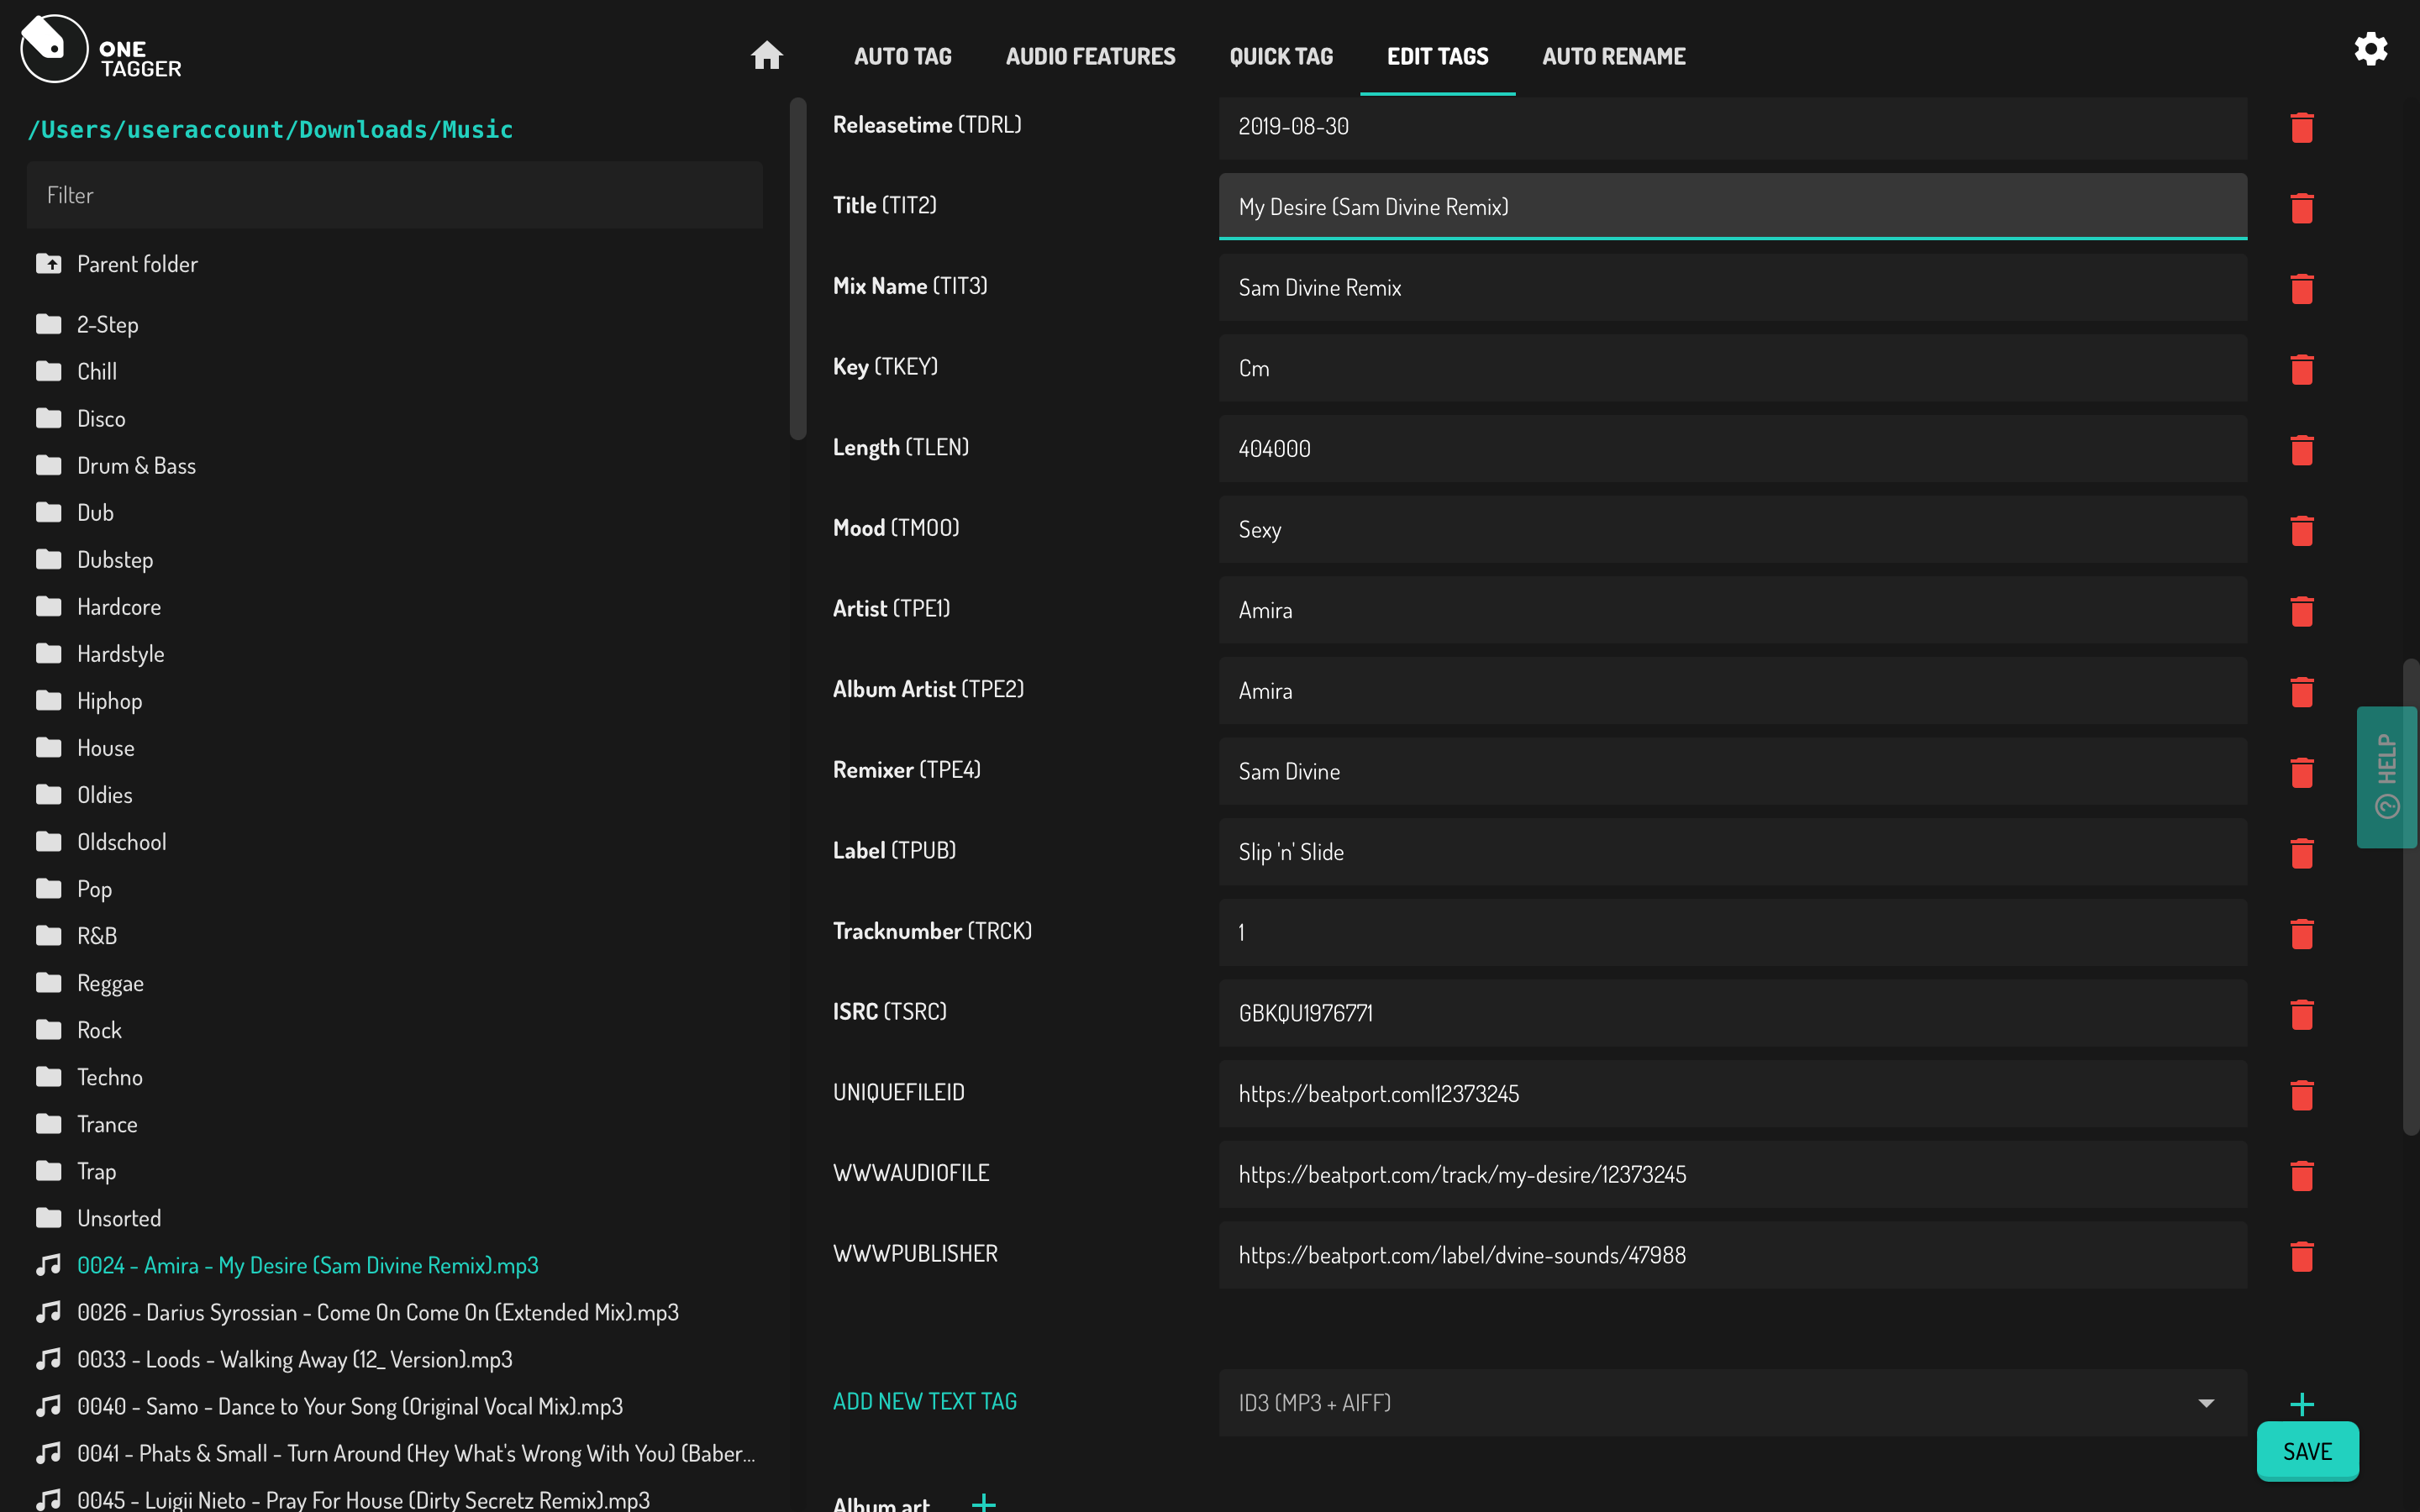 ONE
TAGGER
AUTO TAG
AUDIO FEATURES
QUICK TAG
EDIT TAGS
AUTO RENAME
/Users/useraccount/Downloads/Music
Filter
Parent folder
2-Step
Chill
Disco
Drum & Bass
Dub
Dubstep
Hardcore
Hardstyle
Hiphop
House
Oldies
Oldschool
Pop
R&B
Reggae
Rock
Techno
Trance
Trap
Unsorted
0024 - Amira - My Desire (Sam Divine Remix).mp3
0026 - Darius Syrossian - Come On Come On (Extended Mix).mp3
0033 - Loods - Walking Away (12_ Version).mp3
0040 - Samo - Dance to Your Song (Original Vocal Mix).mp3
0041 - Phats & Small - Turn Around (Hey What's Wrong With You) (Baber...
0045 - Luigii Nieto - Pray For House (Dirty Secretz Remix).mp3
Releasetime (TDRL) 2019-08-30
Title (TIT2) My Desire (Sam Divine Remix)
Mix Name (TIT3) Sam Divine Remix
Key (TKEY) Cm
Length (TLEN) 404000
Mood (TMOO) Sexy
Artist (TPE1) Amira
Album Artist (TPE2) Amira
Remixer (TPE4) Sam Divine
Label (TPUB) Slip 'n' Slide
Tracknumber (TRCK) 1
ISRC (TSRC) GBKQU1976771
UNIQUEFILEID https://beatport.com|12373245
WWWAUDIOFILE https://beatport.com/track/my-desire/12373245
WWWPUBLISHER https://beatport.com/label/dvine-sounds/47988
ADD NEW TEXT TAG ID3 (MP3 + AIFF)
Album art
HELP
SAVE